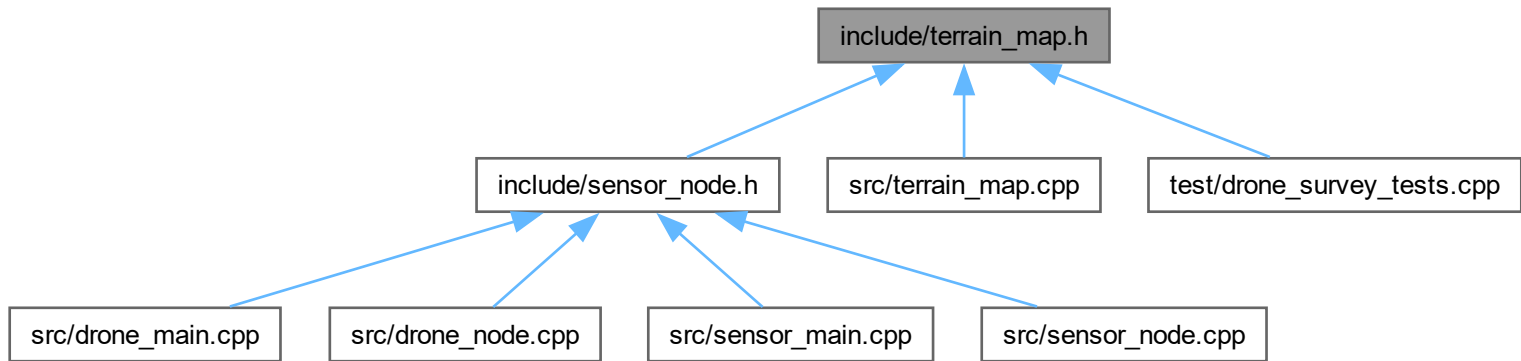 include/terrain_map.h
include/sensor_node.h
src/terrain_map.cpp
test/drone_survey_tests.cpp
src/drone_main.cpp
src/drone_node.cpp
src/sensor_main.cpp
src/sensor_node.cpp